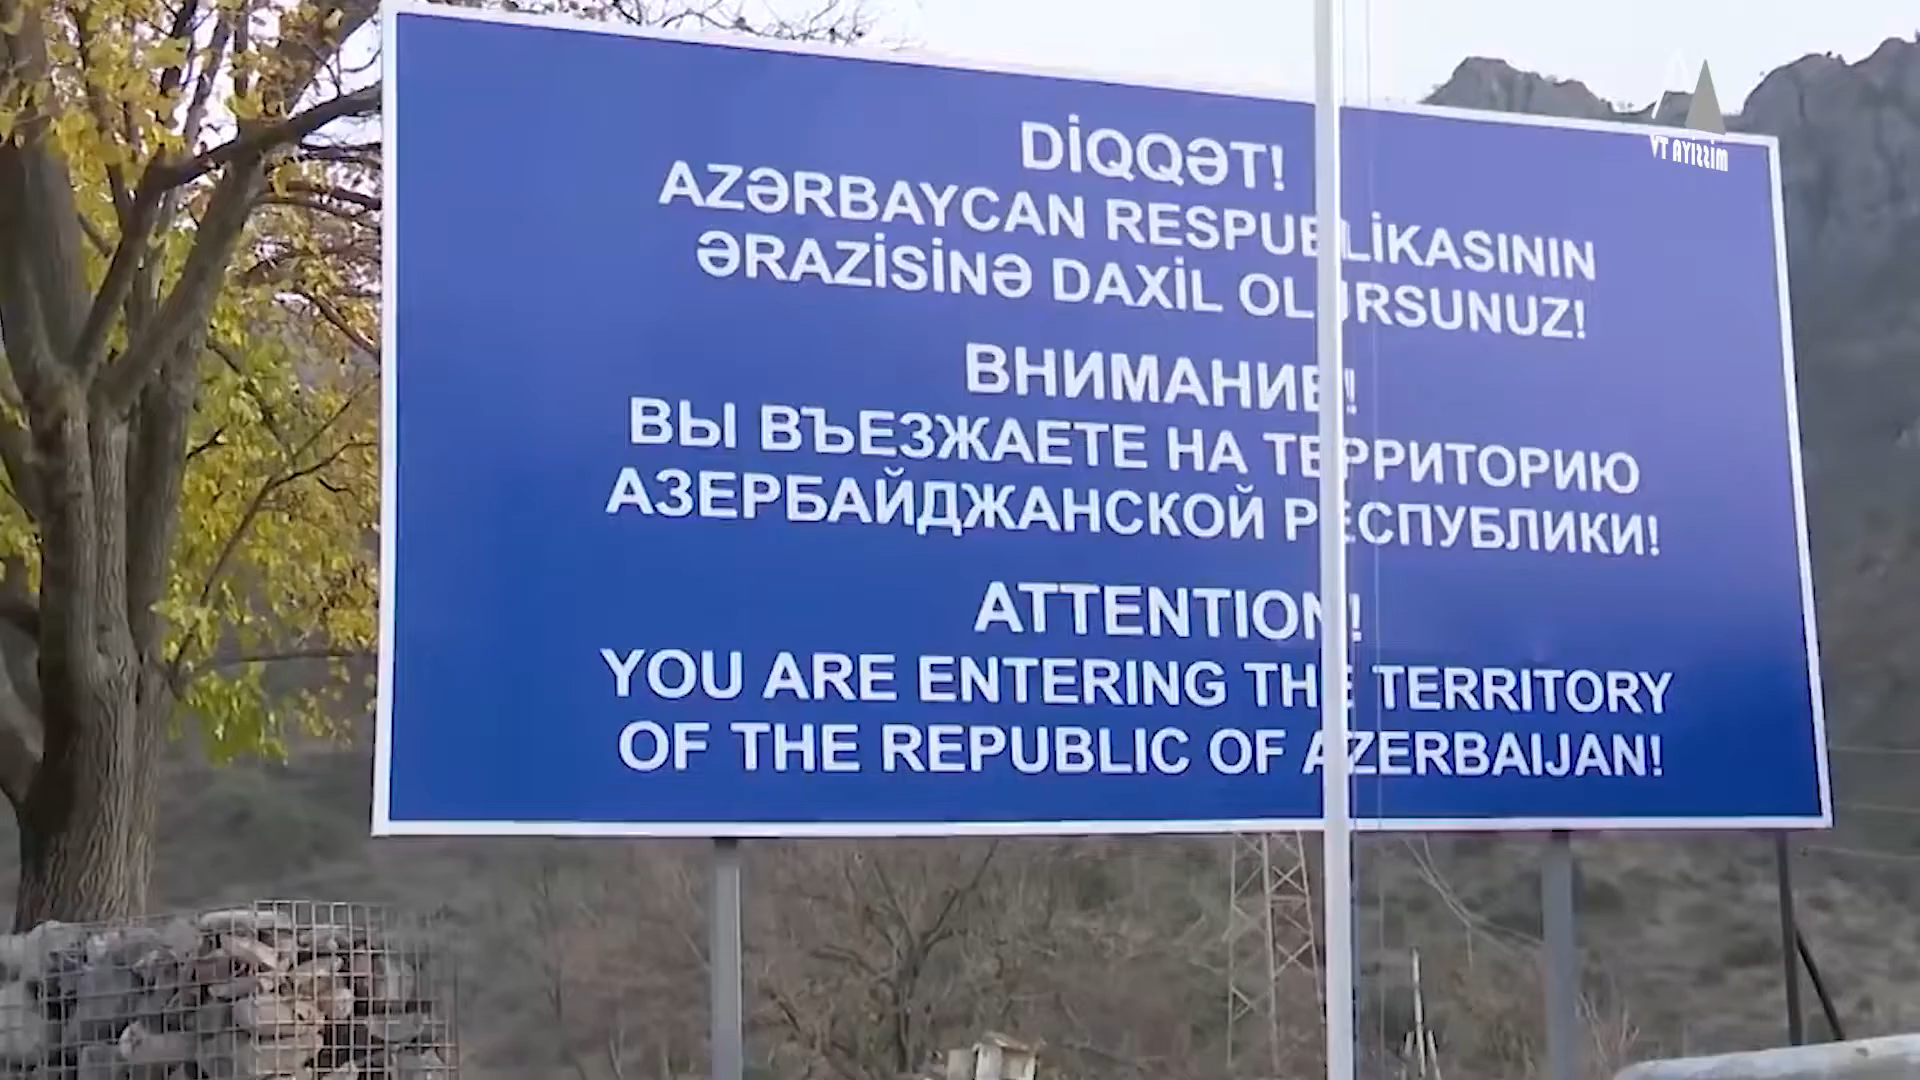 DİQQƏT!
AZƏRBAYCAN RESPUBLİKASININ
ƏRAZİSİNƏ DAXİL OLURSUNUZ!
ВНИМАНИЕ!
ВЫ ВЪЕЗЖАЕТЕ НА ТЕРРИТОРИЮ
АЗЕРБАЙДЖАНСКОЙ РЕСПУБЛИКИ!
ATTENTION!
YOU ARE ENTERING THE TERRITORY
OF THE REPUBLIC OF AZERBAIJAN!